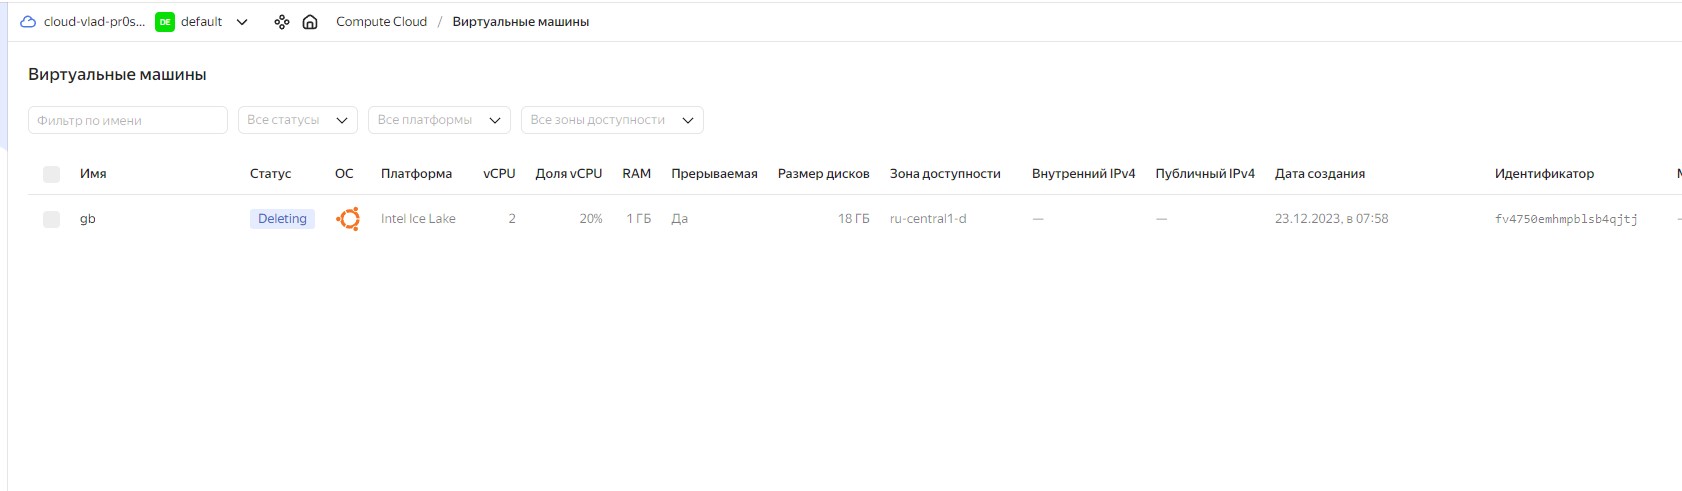 cloud-vlad-pr0s... DE default Compute Cloud / Виртуальные машины
Виртуальные машины
Фильтр по имени Все статусы Все платформы Все зоны доступности
Имя Статус ОС Платформа vCPU Доля vCPU RAM Прерываемая Размер дисков Зона доступности Внутренний IPv4 Публичный IPv4 Дата создания Идентификатор
gb Deleting Intel Ice Lake 2 20% 1 ГБ Да 18 ГБ ru-central1-d — — 23.12.2023, в 07:58 fv4750emhmpblsb4qjtj